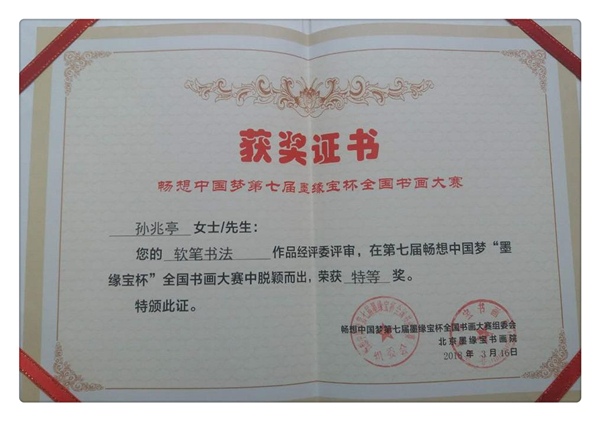 获奖证书
畅想中国梦第七届墨缘宝杯全国书画大赛
孙兆亭 女士/先生：
您的 软笔书法 作品经评委评审，在第七届畅想中国梦“墨
缘宝杯”全国书画大赛中脱颖而出，荣获 特等 奖。
特颁此证。
畅想中国梦第七届墨缘宝杯全国书画大赛组委会
北京墨缘宝书画院
2018年 3月 16日